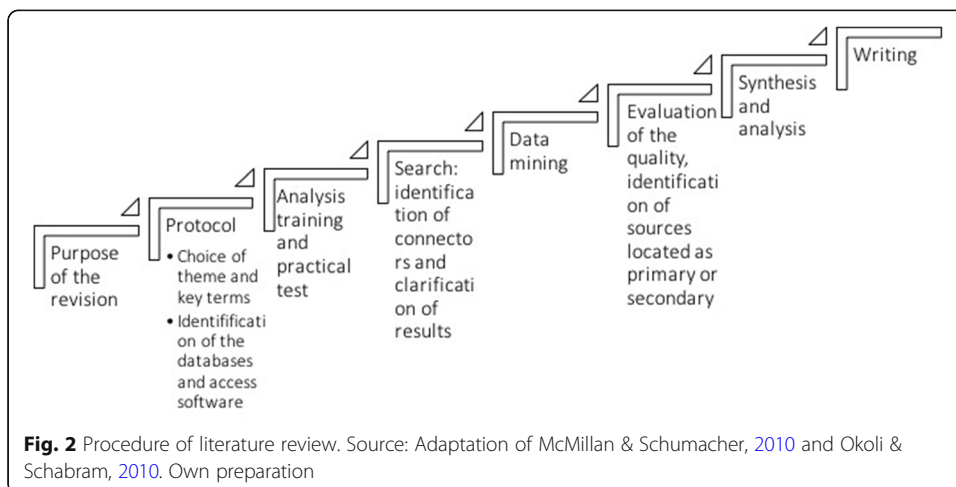 Purpose
of the
revision
Protocol
• Choice of
theme and
key terms
• Identifificati
on of the
databases
and access
software
Analysis
training
and
practical
test
Search:
identifica
tion of
connecto
rs and
clarificati
on of
results
Data
mining
Evaluation
of the
quality,
identificati
on of
sources
located as
primary or
secondary
Synthesis
and
analysis
Writing
Fig. 2 Procedure of literature review. Source: Adaptation of McMillan & Schumacher, 2010 and Okoli &
Schabram, 2010. Own preparation